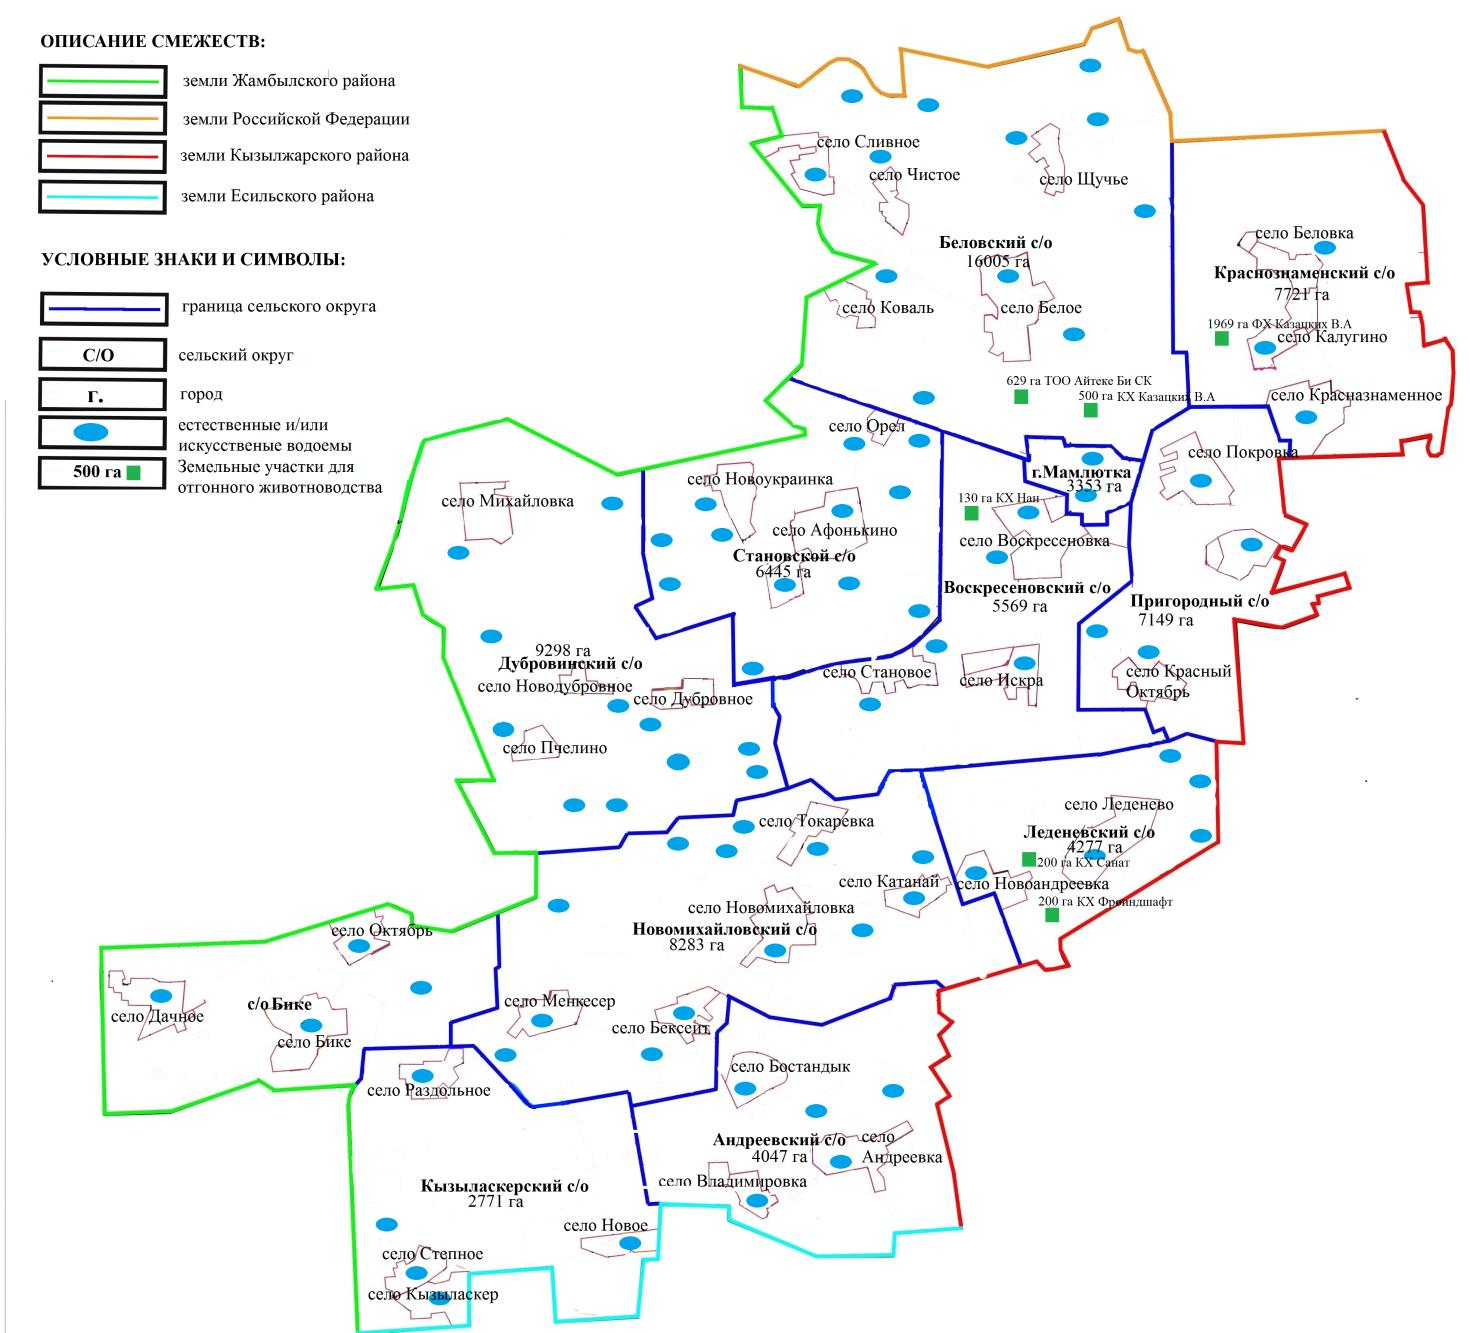 ОПИСАНИЕ СМЕЖЕСТВ:
земли Жамбылского района
земли Российской Федерации
земли Кызылжарского района
земли Есильского района
УСЛОВНЫЕ ЗНАКИ И СИМВОЛЫ:
граница сельского округа
С/О
сельский округ
г.
город
естественные и/или
искусственые водоемы
500 га
Земельные участки для
отгонного животноводства
село Сливное
село Чистое
село Щучье
Беловский с/о
16005 га
село Коваль
село Белое
629 га ТОО Айтеке Би СК
500 га КХ Казацких В.А
село Беловка
Краснознаменский с/о
7721 га
1969 га ФХ Казацких В.А
село Калугино
село Красназнаменное
село Орел
село Покровка
г.Мамлютка
3353 га
село Михайловка
село Новоукраинка
село Афонькино
Становской с/о
6445 га
130 га КХ Нан
село Воскресеновка
Воскресеновский с/о
5569 га
Пригородный с/о
7149 га
9298 га
Дубровинский с/о
село Новодубровное
село Дубровное
село Пчелино
село Становое
село Искра
село Красный
Октябрь
село Токаревка
село Леденево
Леденевский с/о
4277 га
200 га КХ Санат
село Катанай
село Новоандреевка
200 га КХ Фройндшафт
село Новомихайловка
Новомихайловский с/о
8283 га
село Октябрь
с/о Бике
село Дачное
село Бике
село Менкесер
село Бексеит
село Раздольное
село Бостандык
Андреевский с/о
4047 га
село
Андреевка
село Владимировка
Кызыласкерский с/о
2771 га
село Новое
село Степное
село Кызыласкер